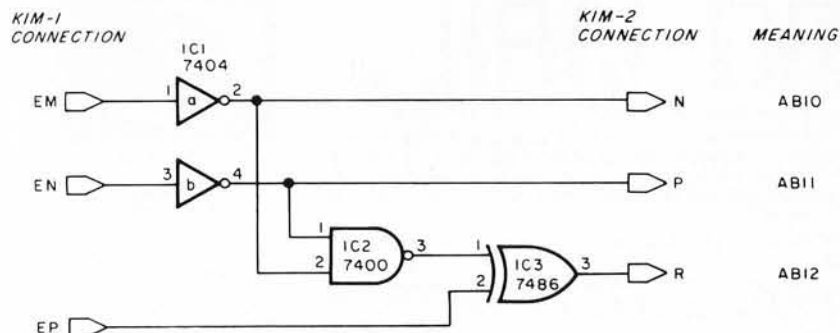 KIM-1
CONNECTION
KIM-2
CONNECTION
MEANING
IC1
7404
EM
1
a
2
N
AB10
EN
3
b
4
P
AB11
1
2
IC2
7400
3
1
2
IC3
7486
3
R
AB12
EP